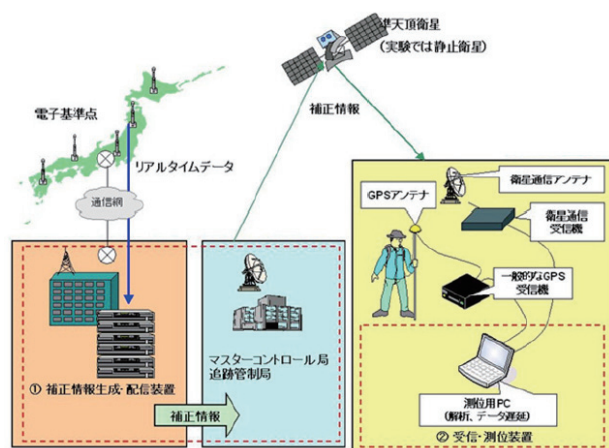 準天頂衛星
(実験では静止衛星)
電子基準点
補正情報
リアルタイムデータ
通信網
衛星通信アンテナ
GPSアンテナ
衛星通信
受信機
一般的なGPS
受信機
マスターコントロール局
追跡管制局
① 補正情報生成・配信装置
補正情報
測位用PC
(解析、データ遅延)
② 受信・測位装置